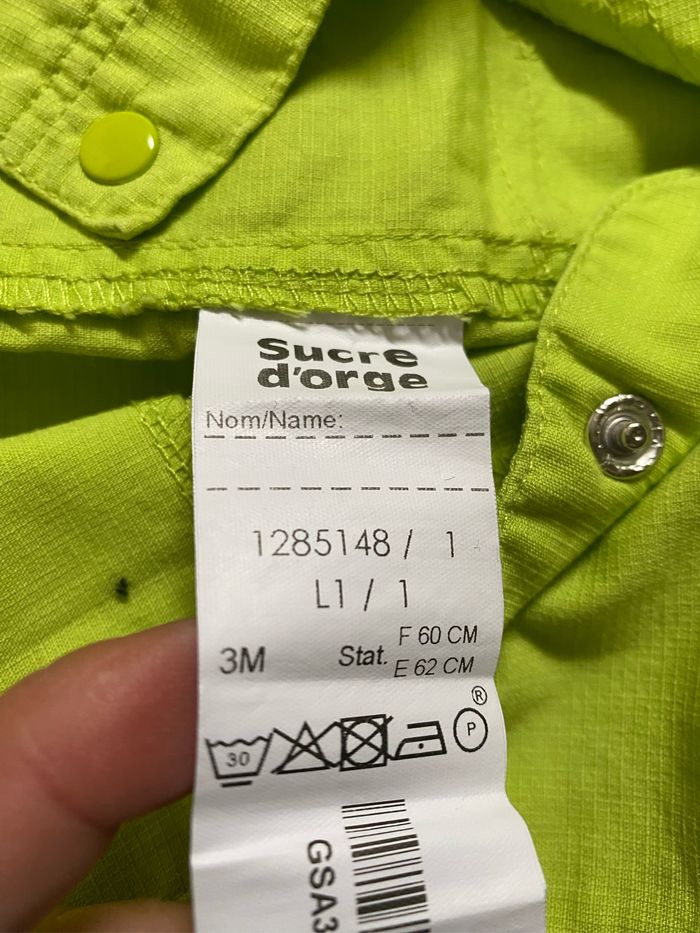 Sucre
d'orge
Nom/Name:
1285148 / 1
L1 / 1
3M Stat. F 60 CM
E 62 CM
®
30 P
GSA3